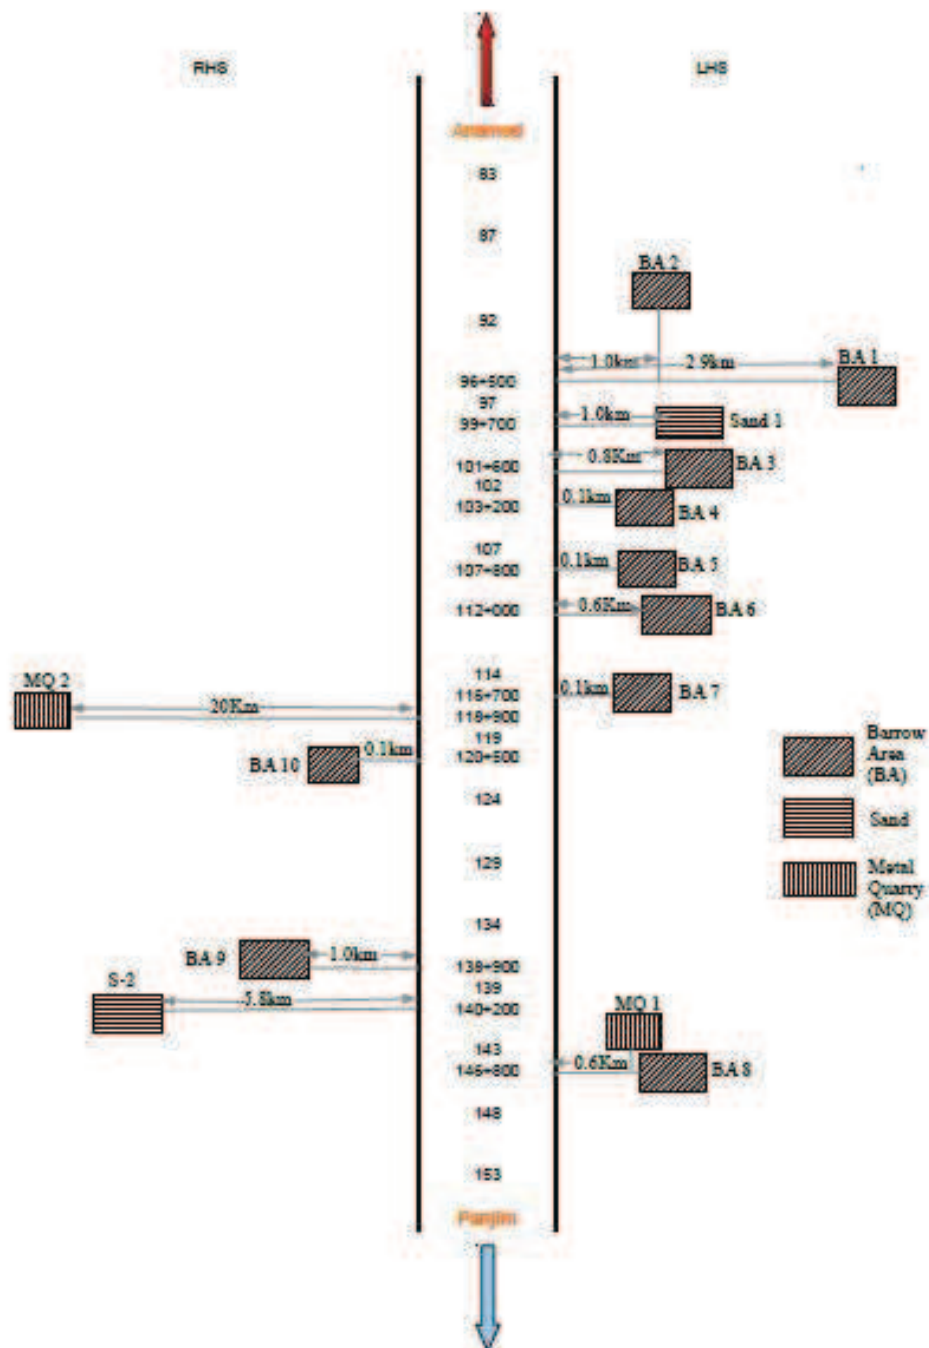 RHS
LHS
Anamod
83
87
BA 2
92
1.0km
2.9km
BA 1
96+500
97
1.0km
Sand 1
99+700
0.8Km
BA 3
101+600
102
0.1km
103+200
BA 4
107
0.1km
BA 5
107+800
0.6Km
112+000
BA 6
114
MQ 2
0.1km
BA 7
116+700
20Km
118+900
119
0.1km
BA 10
120+500
124
Barrow
Area
(BA)
Sand
129
Metal
Quarry
(MQ)
134
BA 9
1.0km
138+900
S-2
139
5.8km
140+200
MQ 1
143
0.6Km
146+800
BA 8
148
153
Panjim